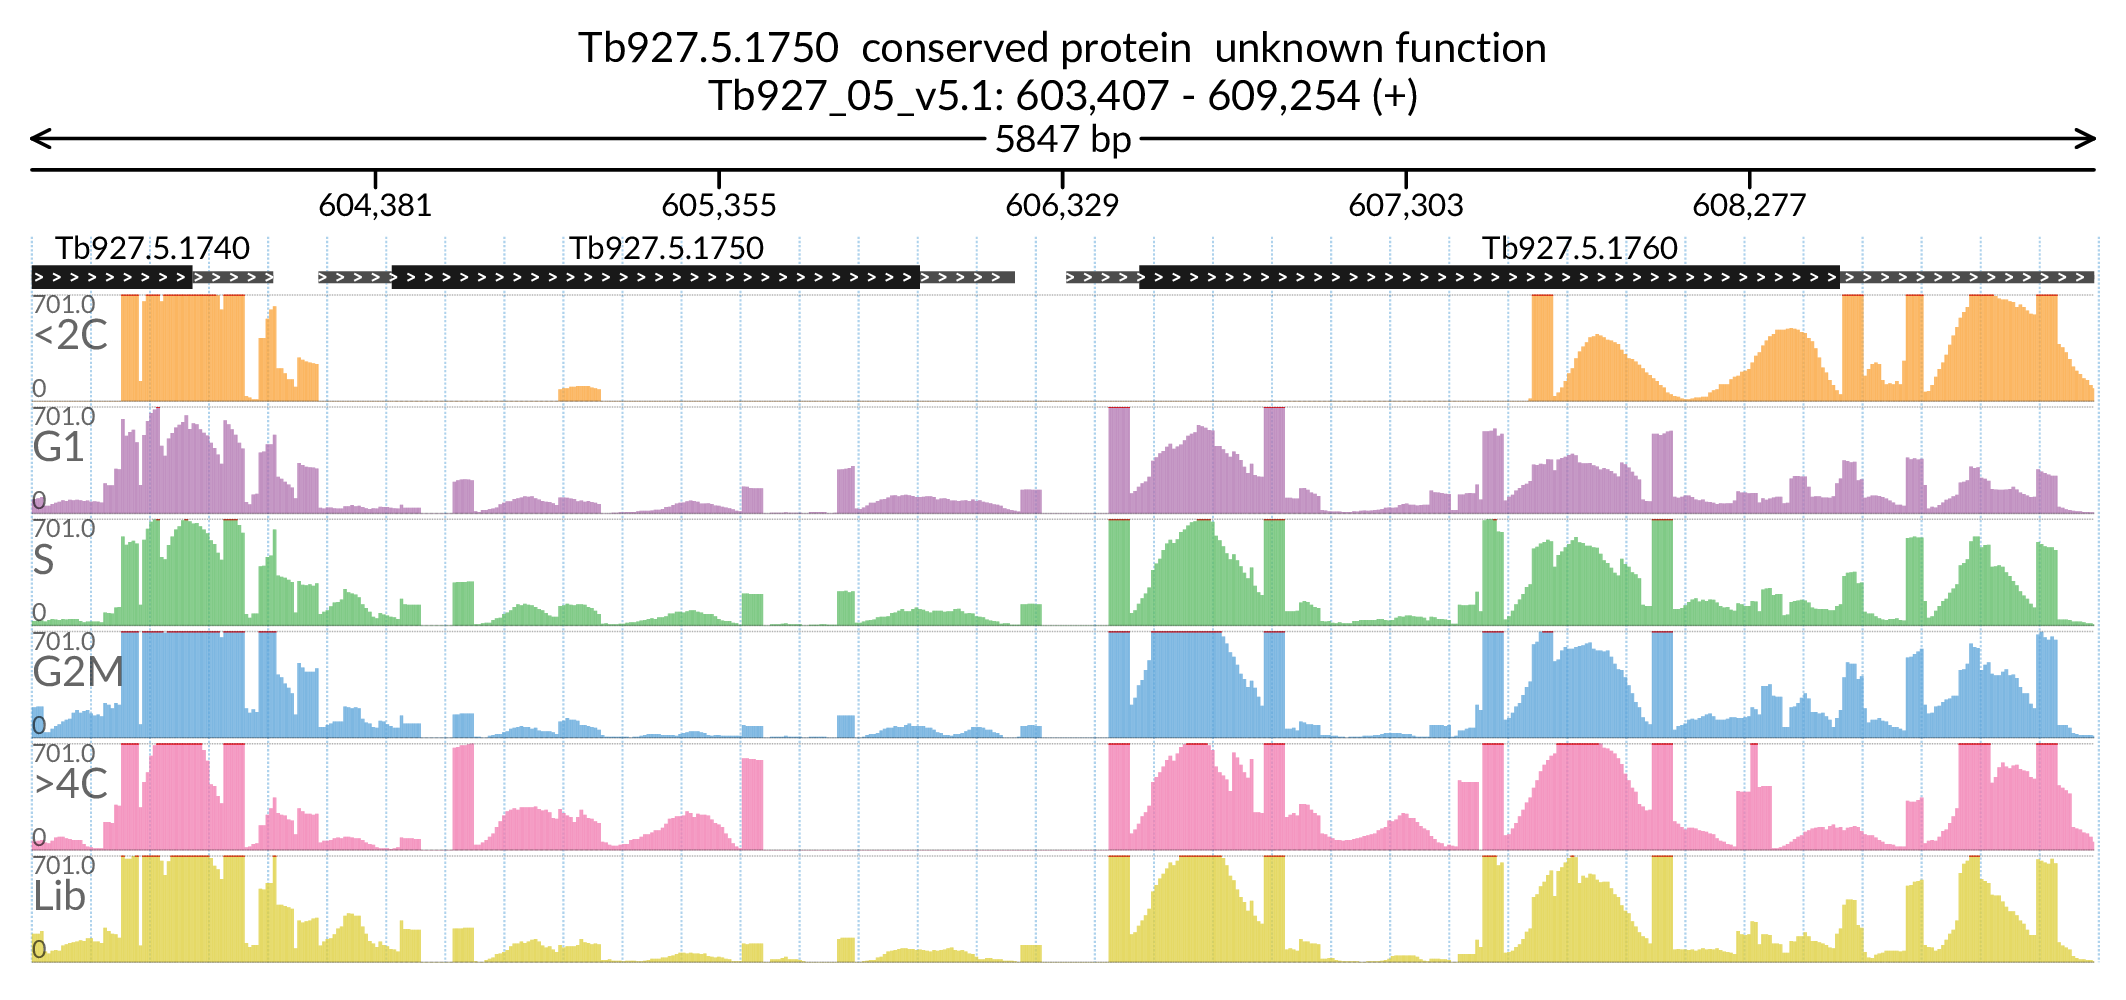 Tb927.5.1750  conserved protein  unknown function
Tb927_05_v5.1: 603,407 - 609,254 (+)
5847 bp
604,381 605,355 606,329 607,303 608,277
Tb927.5.1740 Tb927.5.1750 Tb927.5.1760
701.0
<2C
0
701.0
G1
0
701.0
S
0
701.0
G2M
0
701.0
>4C
0
701.0
Lib
0